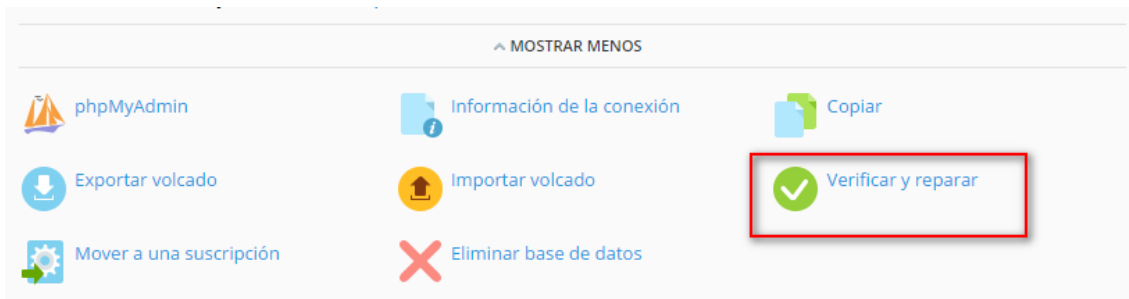 MOSTRAR MENOS
phpMyAdmin
Información de la conexión
Copiar
Exportar volcado
Importar volcado
Verificar y reparar
Mover a una suscripción
Eliminar base de datos